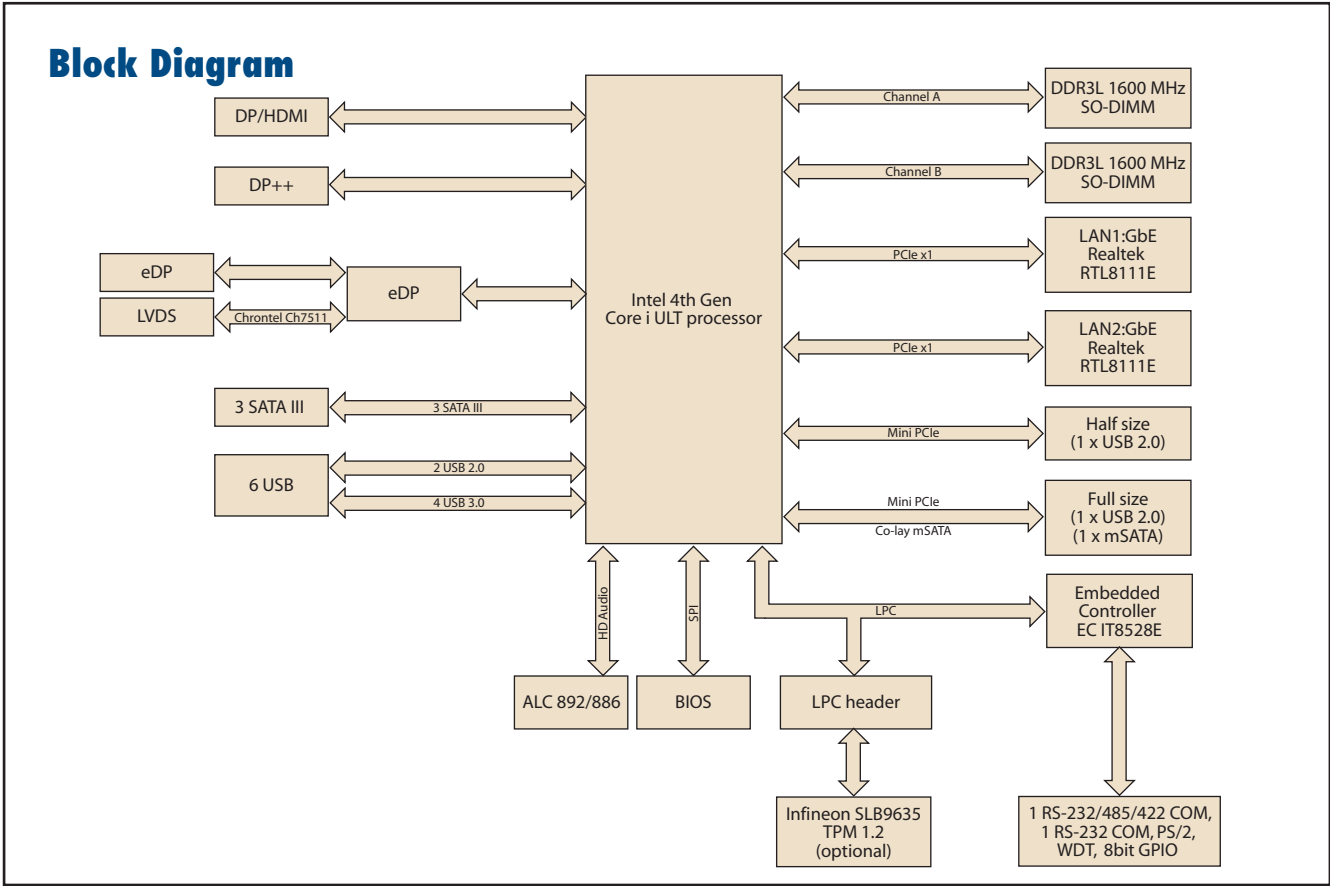 Block Diagram
DP/HDMI
DP++
eDP
LVDS
Chrontel Ch7511
eDP
3 SATA III
3 SATA III
6 USB
2 USB 2.0
4 USB 3.0
Intel 4th Gen
Core i ULT processor
Channel A
DDR3L 1600 MHz
SO-DIMM
Channel B
DDR3L 1600 MHz
SO-DIMM
PCIe x1
LAN1:GbE
Realtek
RTL8111E
PCIe x1
LAN2:GbE
Realtek
RTL8111E
Mini PCIe
Half size
(1 x USB 2.0)
Mini PCIe
Co-lay mSATA
Full size
(1 x USB 2.0)
(1 x mSATA)
HD Audio
SPI
LPC
Embedded
Controller
EC IT8528E
ALC 892/886
BIOS
LPC header
Infineon SLB9635
TPM 1.2
(optional)
1 RS-232/485/422 COM,
1 RS-232 COM, PS/2,
WDT, 8bit GPIO